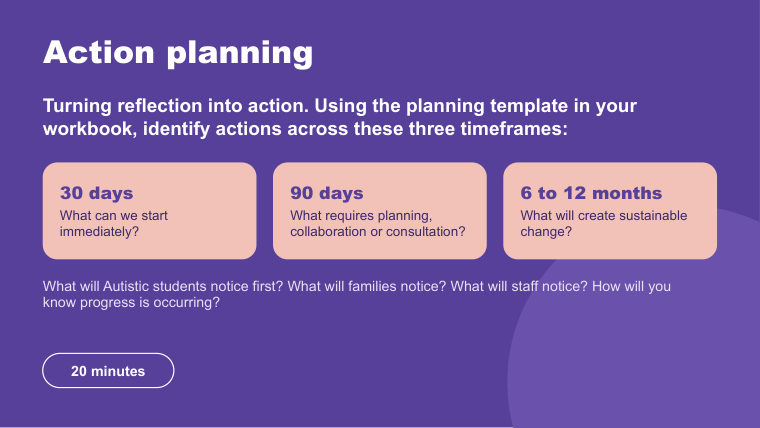 Action planning
Turning reflection into action. Using the planning template in your
workbook, identify actions across these three timeframes:
30 days
What can we start
immediately?
90 days
What requires planning,
collaboration or consultation?
6 to 12 months
What will create sustainable
change?
What will Autistic students notice first? What will families notice? What will staff notice? How will you
know progress is occurring?
20 minutes